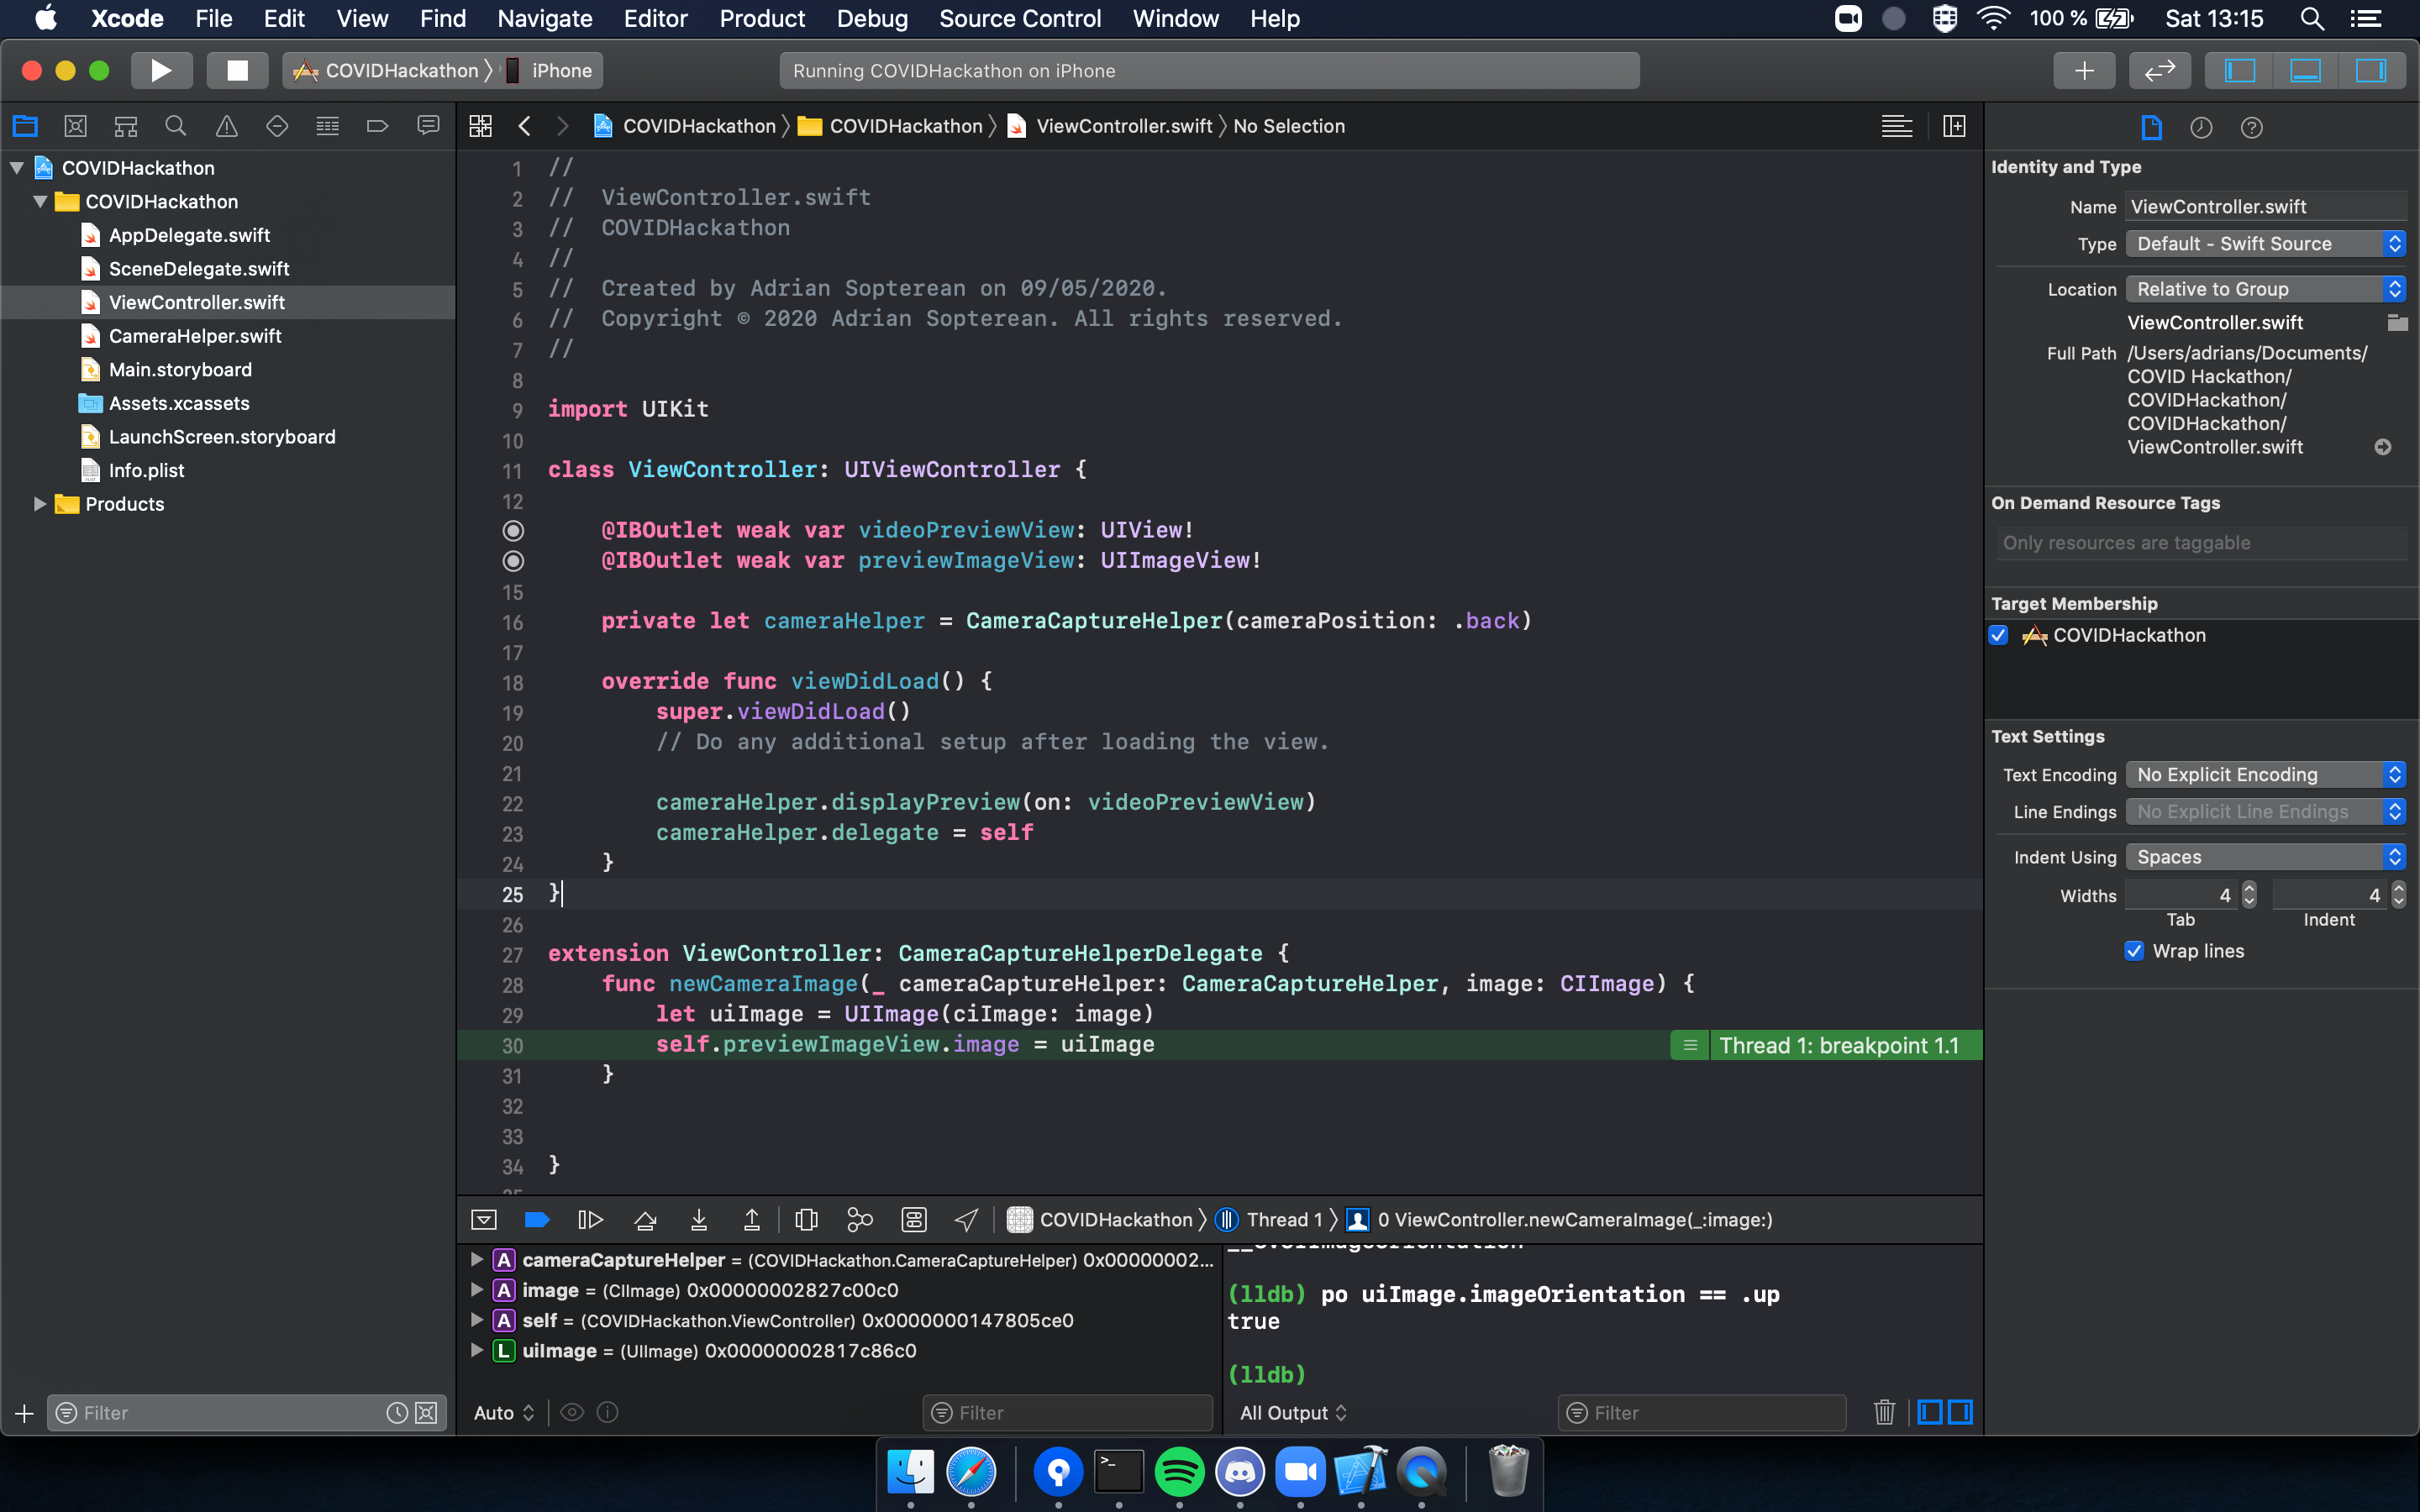 Xcode File Edit View Find Navigate Editor Product Debug Source Control Window Help 100 % Sat 13:15
COVIDHackathon iPhone Running COVIDHackathon on iPhone
COVIDHackathon COVIDHackathon ViewController.swift No Selection
COVIDHackathon
COVIDHackathon
AppDelegate.swift
SceneDelegate.swift
ViewController.swift
CameraHelper.swift
Main.storyboard
Assets.xcassets
LaunchScreen.storyboard
Info.plist
Products
Filter
1 //
2 //  ViewController.swift
3 //  COVIDHackathon
4 //
5 //  Created by Adrian Sopterean on 09/05/2020.
6 //  Copyright © 2020 Adrian Sopterean. All rights reserved.
7 //
8
9 import UIKit
10
11 class ViewController: UIViewController {
12
@IBOutlet weak var videoPreviewView: UIView!
@IBOutlet weak var previewImageView: UIImageView!
15
16 private let cameraHelper = CameraCaptureHelper(cameraPosition: .back)
17
18 override func viewDidLoad() {
19 super.viewDidLoad()
20 // Do any additional setup after loading the view.
21
22 cameraHelper.displayPreview(on: videoPreviewView)
23 cameraHelper.delegate = self
24 }
25 }
26
27 extension ViewController: CameraCaptureHelperDelegate {
28 func newCameraImage(_ cameraCaptureHelper: CameraCaptureHelper, image: CIImage) {
29 let uiImage = UIImage(ciImage: image)
30 self.previewImageView.image = uiImage Thread 1: breakpoint 1.1
31 }
32
33
34 }
COVIDHackathon Thread 1 0 ViewController.newCameraImage(_:image:)
A cameraCaptureHelper = (COVIDHackathon.CameraCaptureHelper) 0x00000002...
A image = (CIImage) 0x00000002827c00c0
A self = (COVIDHackathon.ViewController) 0x0000000147805ce0
L uiImage = (UIImage) 0x00000002817c86c0
Auto Filter
(lldb) po uiImage.imageOrientation == .up
true
(lldb)
All Output Filter
Identity and Type
Name ViewController.swift
Type Default - Swift Source
Location Relative to Group
ViewController.swift
Full Path /Users/adrians/Documents/
COVID Hackathon/
COVIDHackathon/
COVIDHackathon/
ViewController.swift
On Demand Resource Tags
Only resources are taggable
Target Membership
COVIDHackathon
Text Settings
Text Encoding No Explicit Encoding
Line Endings No Explicit Line Endings
Indent Using Spaces
Widths 4 4
Tab Indent
Wrap lines